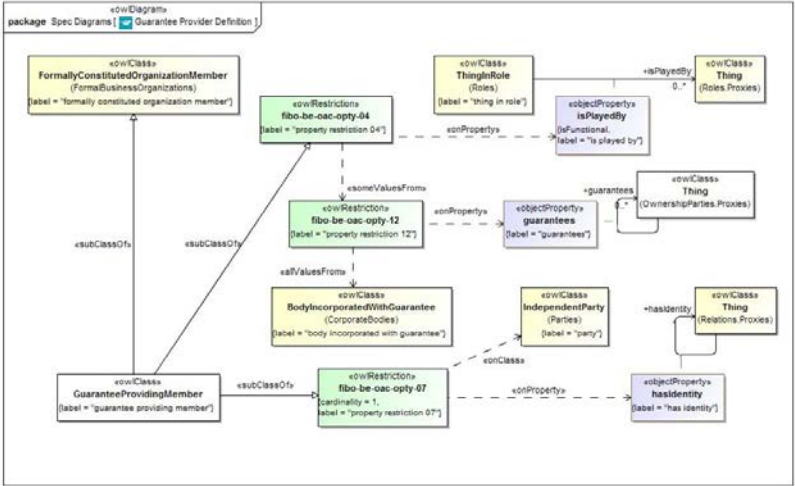 «owlDiagram»
package Spec Diagrams [ Guarantee Provider Definition ]
«owlClass»
FormallyConstitutedOrganizationMember
(FormalBusinessOrganizations)
{label = "formally constituted organization member"}
«owlClass»
ThingInRole
(Roles)
{label = "thing in role"}
+isPlayedBy
0..*
«owlClass»
Thing
(Roles.Proxies)
«owlRestriction»
fibo-be-oac-opty-04
{label = "property restriction 04"}
«onProperty»
«objectProperty»
isPlayedBy
{isFunctional,
label = "is played by"}
«someValuesFrom»
«owlRestriction»
fibo-be-oac-opty-12
{label = "property restriction 12"}
«onProperty»
«objectProperty»
guarantees
{label = "guarantees"}
+guarantees
0..*
«owlClass»
Thing
(OwnershipParties.Proxies)
«subClassOf»
«subClassOf»
«allValuesFrom»
«owlClass»
BodyIncorporatedWithGuarantee
(CorporateBodies)
{label = "body incorporated with guarantee"}
«owlClass»
IndependentParty
(Parties)
{label = "party"}
+hasIdentity
«owlClass»
Thing
(Relations.Proxies)
«onClass»
«owlClass»
GuaranteeProvidingMember
{label = "guarantee providing member"}
«subClassOf»
«owlRestriction»
fibo-be-oac-opty-07
{cardinality = 1,
label = "property restriction 07"}
«onProperty»
«objectProperty»
hasIdentity
{label = "has identity"}